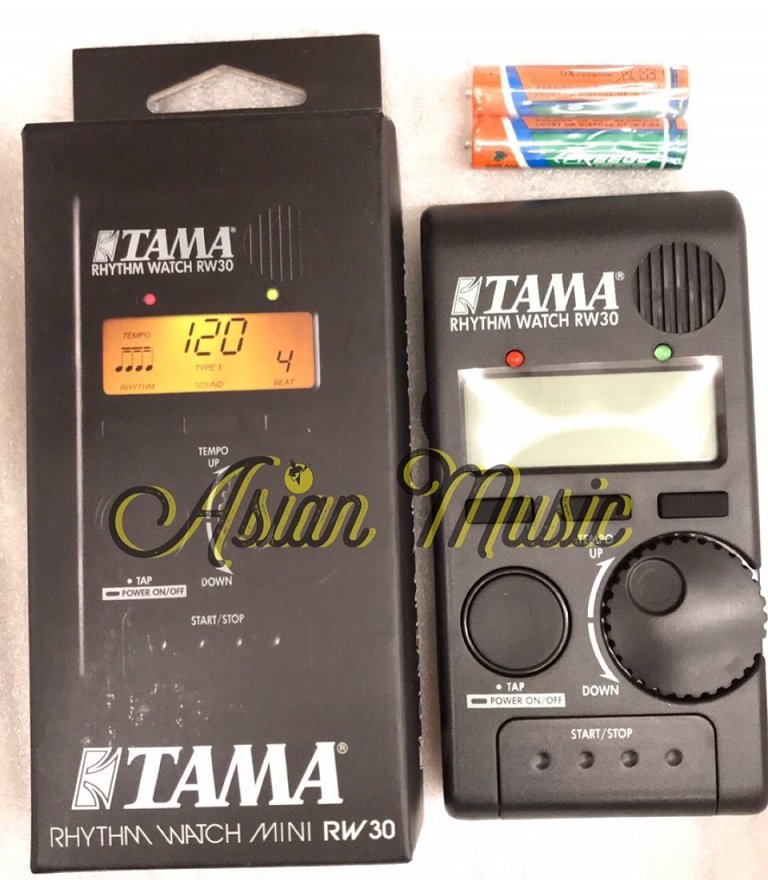 TAMA®
RHYTHM WATCH RW30
TEMPO
120
TYPE 1
4
RHYTHM
SOUND
BEAT
TEMPO
UP
DOWN
• TAP
POWER ON/OFF
START/STOP
TAMA®
RHYTHM WATCH MINI RW30
TAMA®
RHYTHM WATCH RW30
TEMPO
UP
DOWN
• TAP
POWER ON/OFF
START/STOP
Asian Music